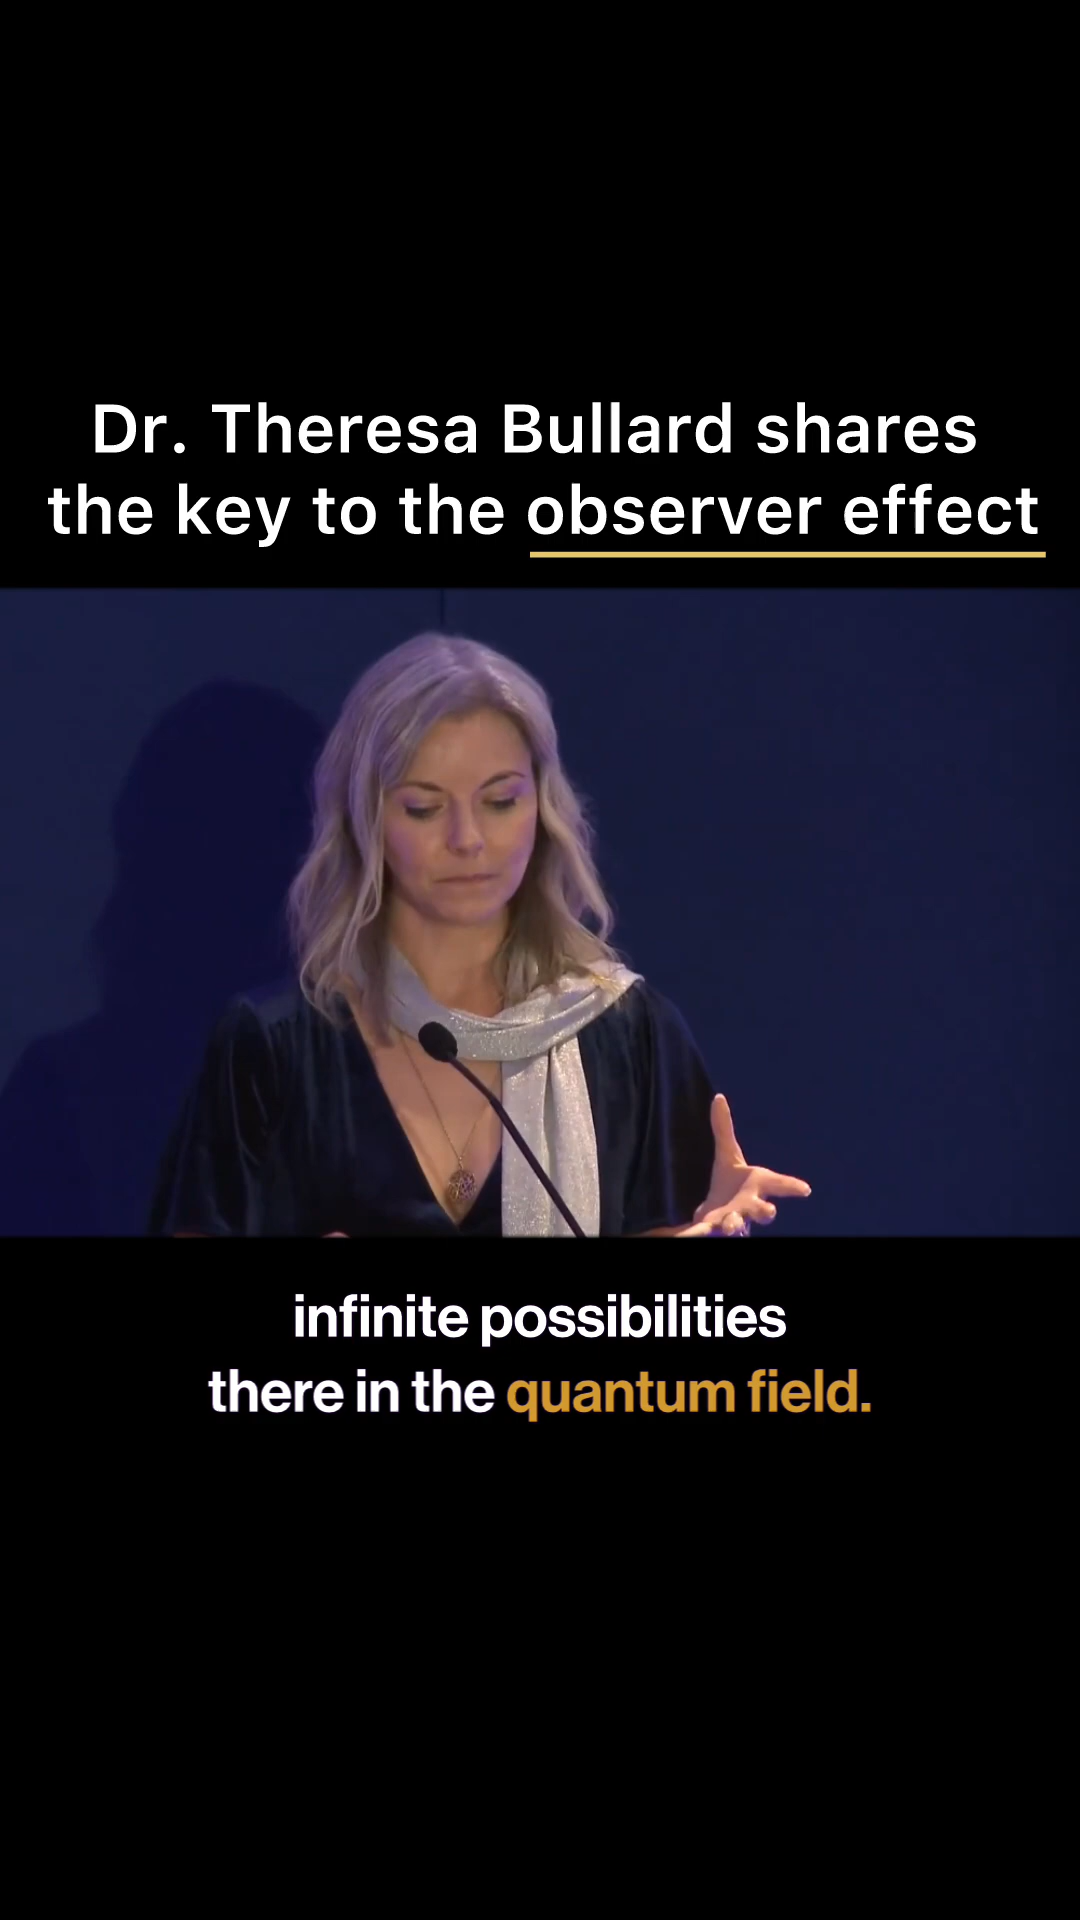 Dr. Theresa Bullard shares
the key to the observer effect
infinite possibilities
there in the quantum field.